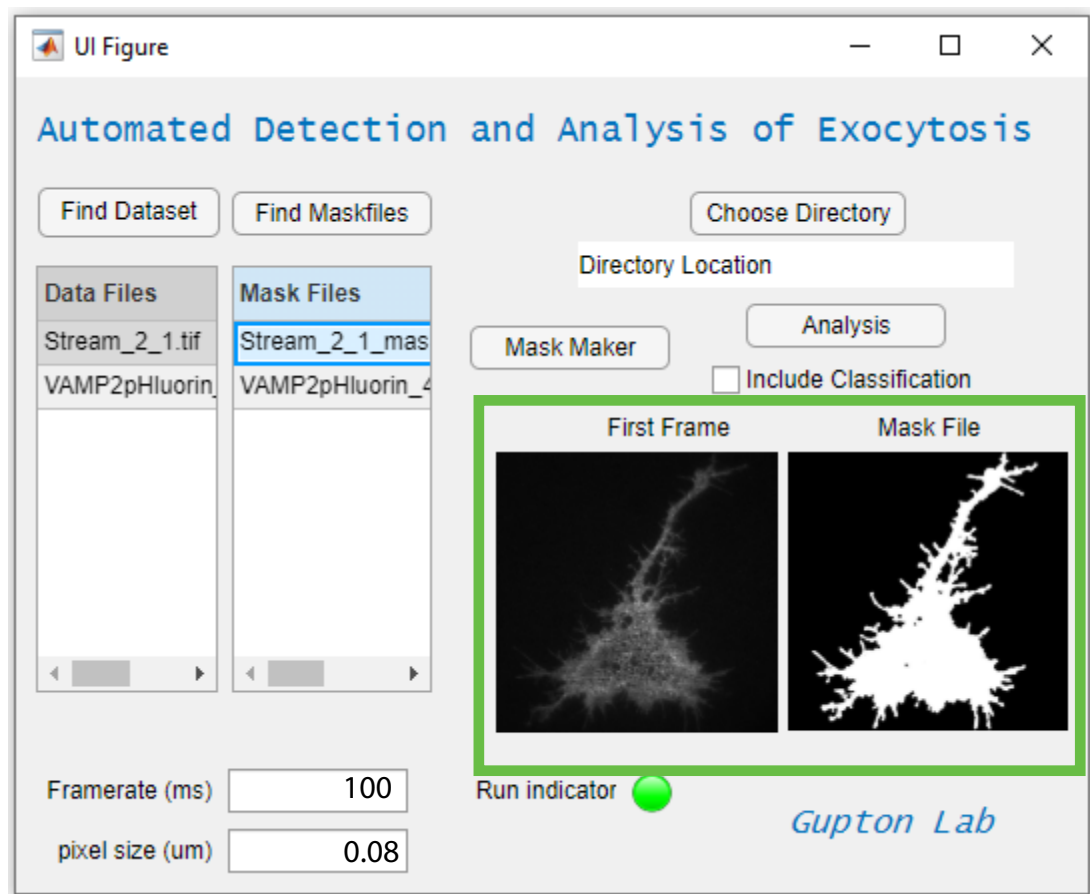 UI Figure
Automated Detection and Analysis of Exocytosis
Find Dataset
Find Maskfiles
Choose Directory
Directory Location
Data Files
Mask Files
Stream_2_1.tif
Stream_2_1_mas
VAMP2pHluorin_
VAMP2pHluorin_4
Mask Maker
Analysis
Include Classification
First Frame
Mask File
Framerate (ms)
100
Run indicator
pixel size (um)
0.08
Gupton Lab